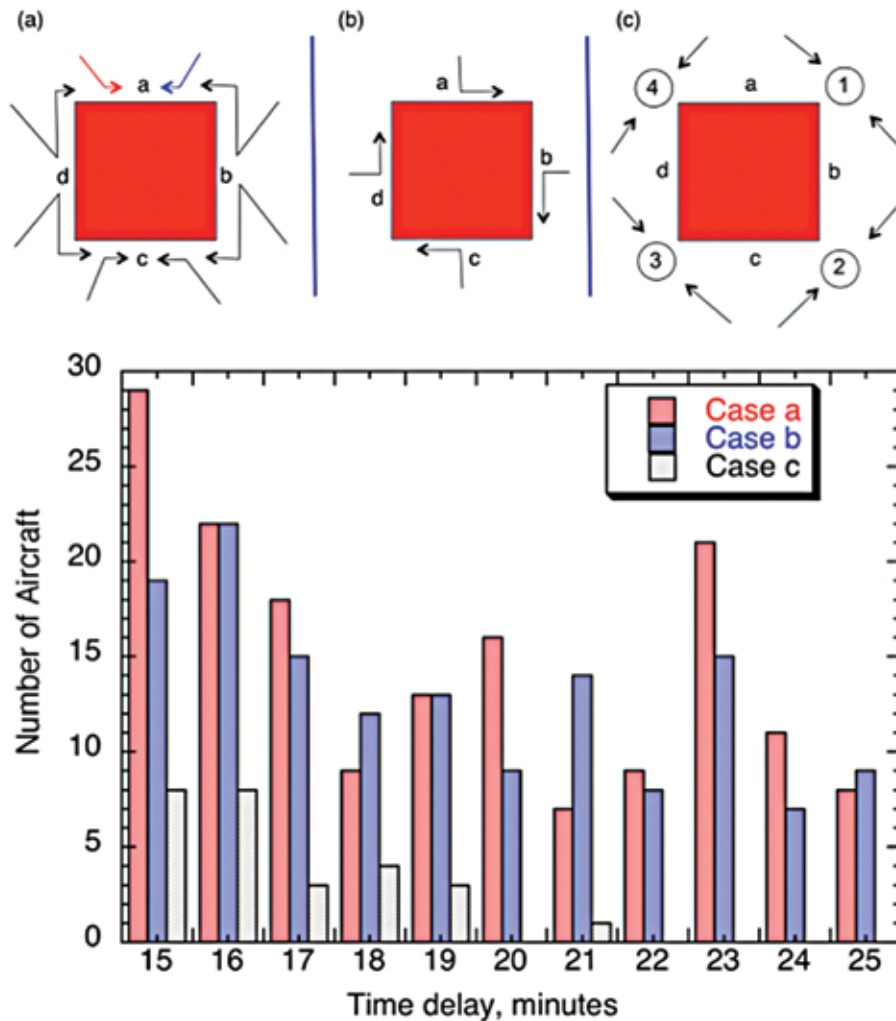 (a) (b) (c)
a
b
c
d
a
b
c
d
4 1
a
d b
c
3 2
30
25
20
15
10
5
0
Number of Aircraft
Case a
Case b
Case c
15 16 17 18 19 20 21 22 23 24 25
Time delay, minutes